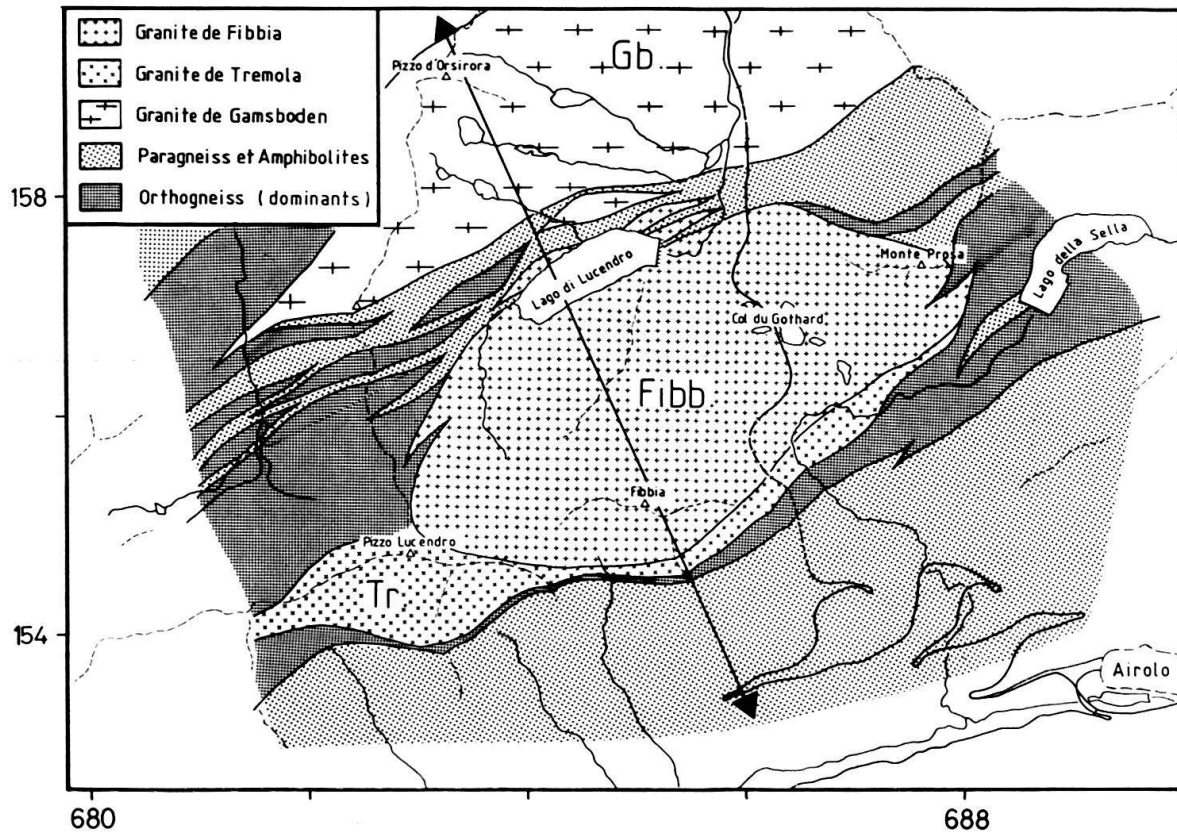 Granite de Fibbia
Granite de Tremola
Granite de Gamsboden
Paragneiss et Amphibolites
Orthogneiss (dominants)
Gb.
Pizzo d'Orsirora
158
Lago di Lucendro
Monte Prosa
Lago della Sella
Col du Gothard
Fibb
Fibbia
Pizzo Lucendro
Tr
154
Airolo
680
688